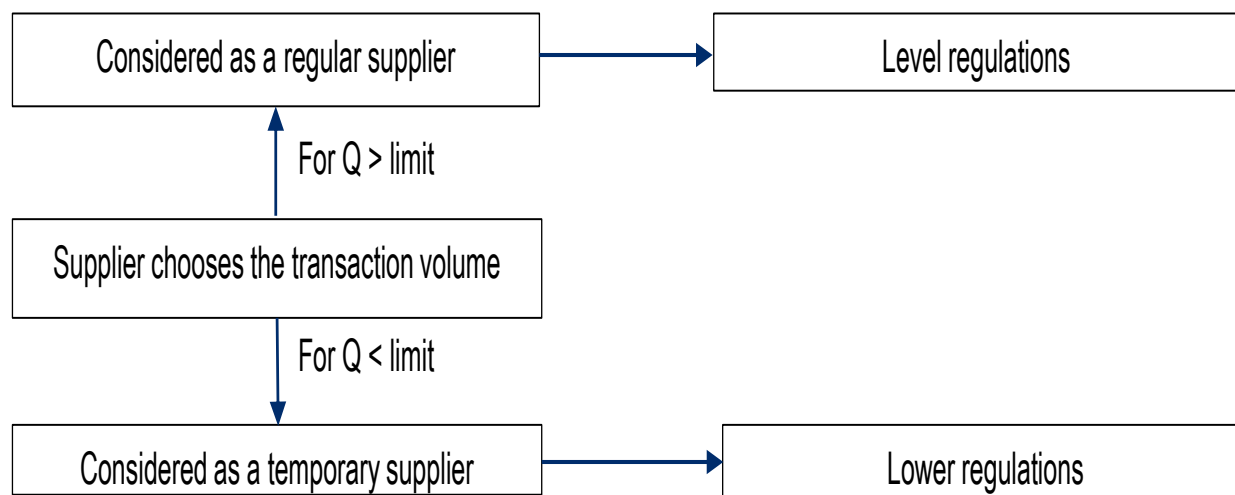 Considered as a regular supplier
Level regulations
For Q > limit
Supplier chooses the transaction volume
For Q < limit
Considered as a temporary supplier
Lower regulations